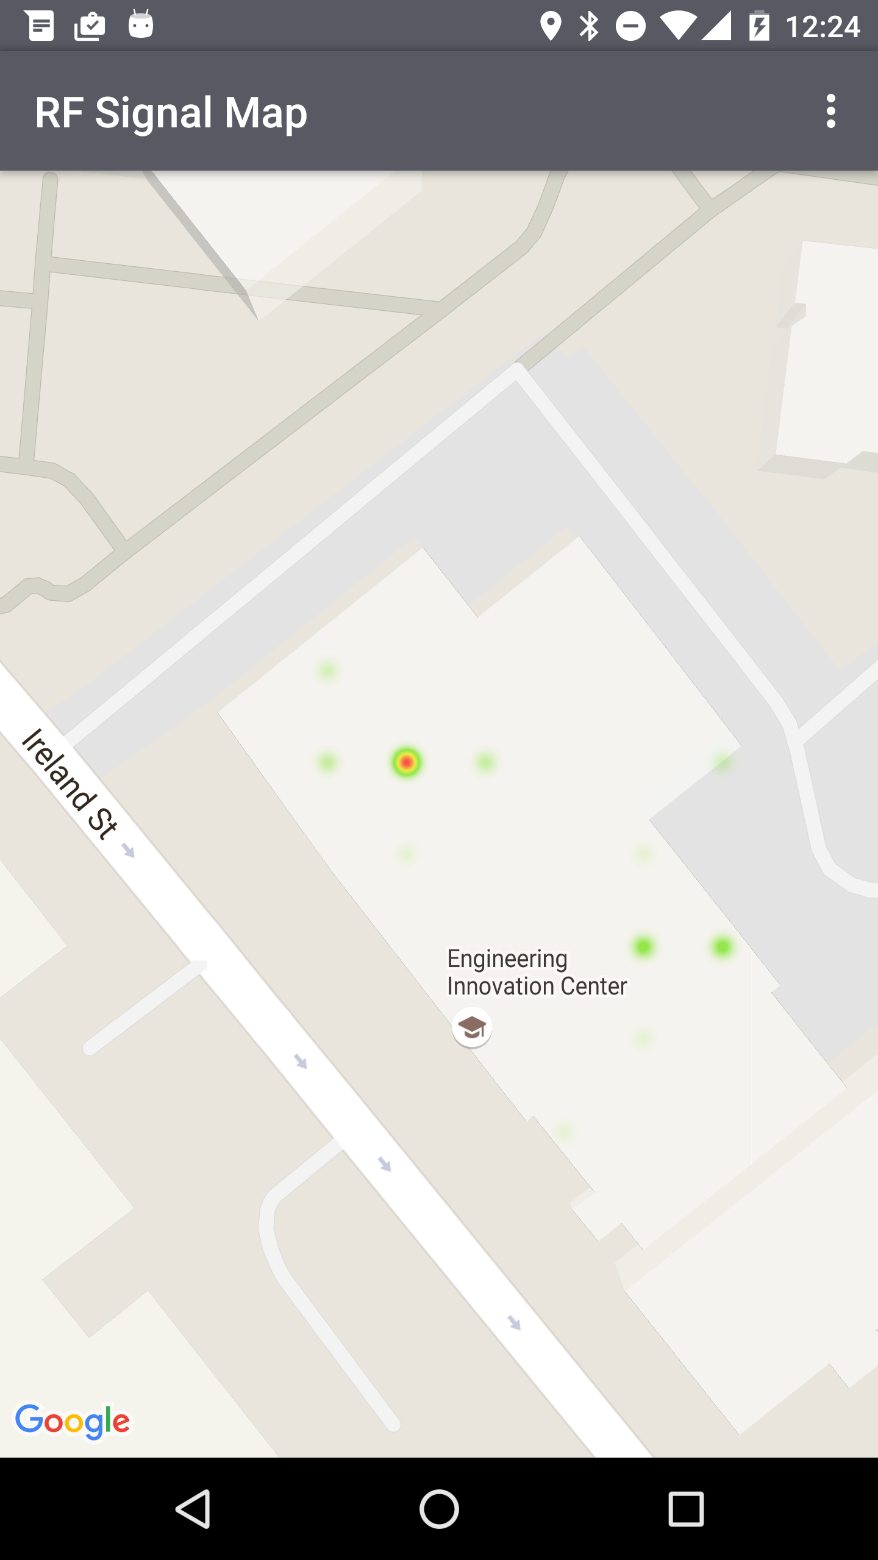 12:24
RF Signal Map
Ireland St
Engineering
Innovation Center
Google